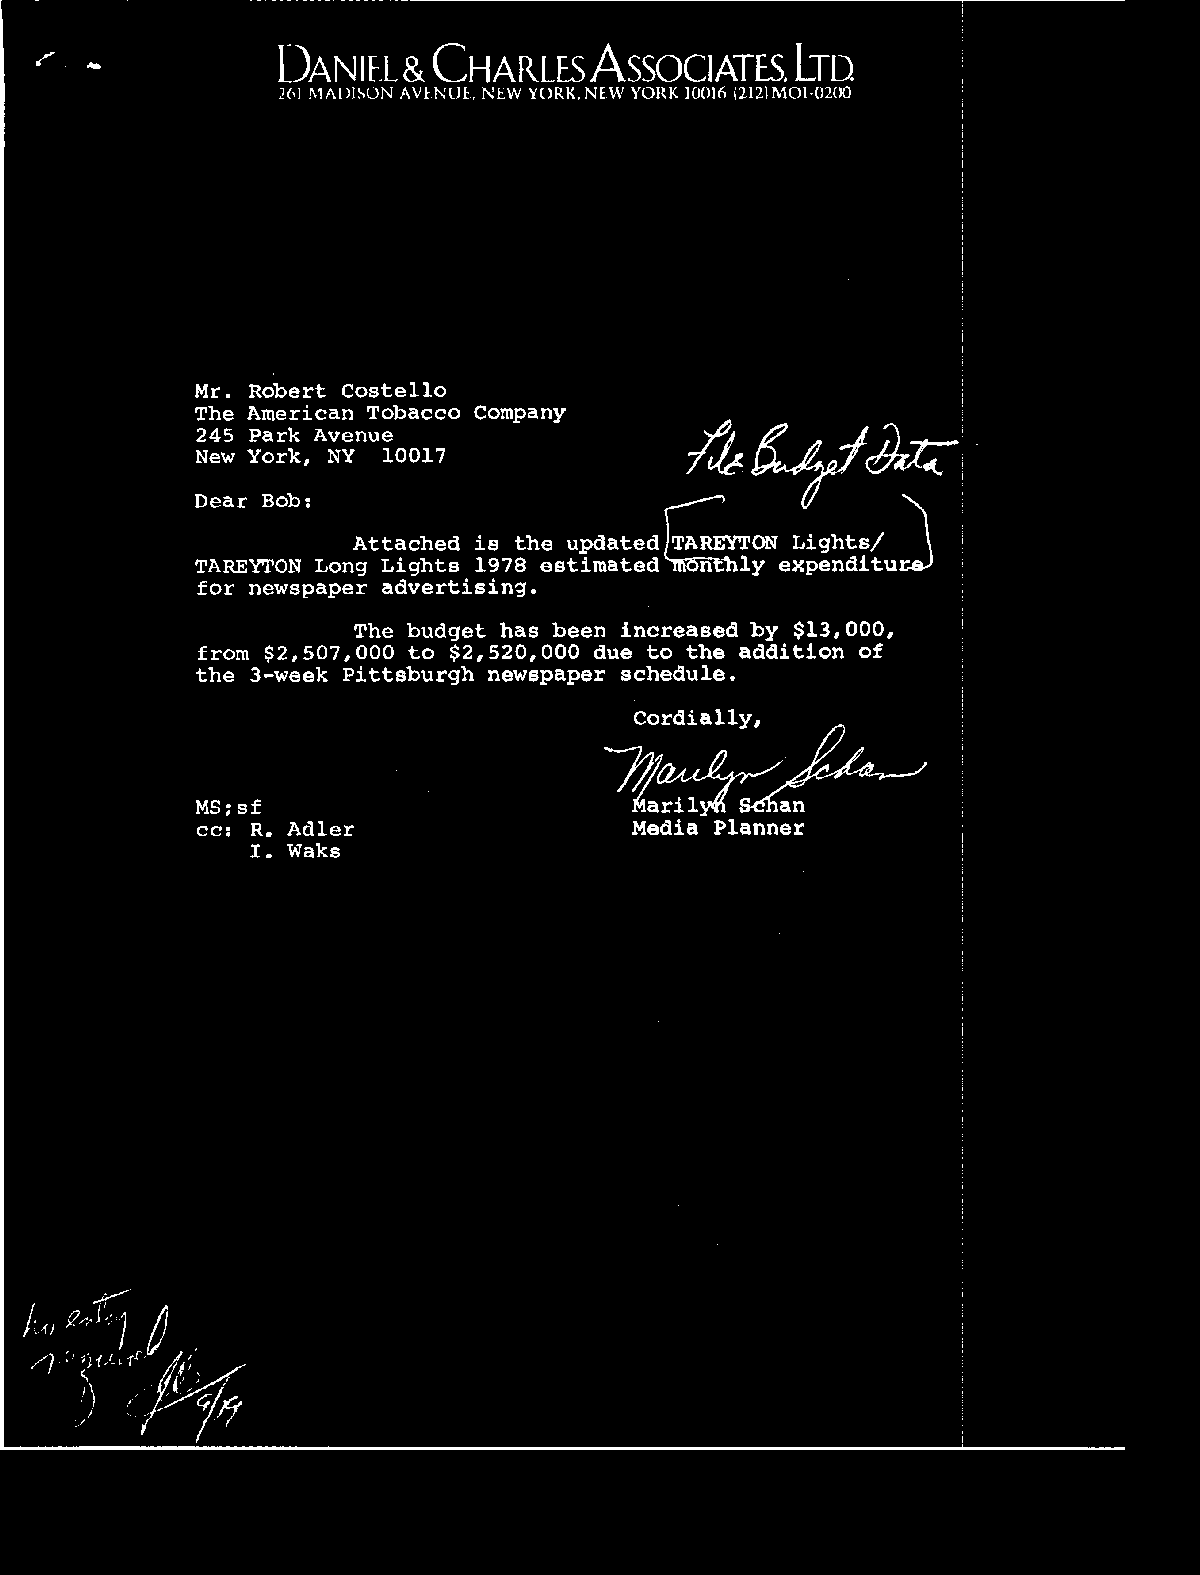 DANIEL & CHARLES ASSOCIATES, LTD.
261 MADISON AVENUE, NEW YORK, NEW YORK 10016 (212) MO1-0200
Mr. Robert Costello
The American Tobacco Company
245 Park Avenue
New York, NY 10017
File Budget Data
Dear Bob:
Attached is the updated TAREYTON Lights/
TAREYTON Long Lights 1978 estimated monthly expenditure
for newspaper advertising.
The budget has been increased by $13,000,
from $2,507,000 to $2,520,000 due to the addition of
the 3-week Pittsburgh newspaper schedule.
Cordially,
Marilyn Schan
MS;sf
Marilyn Schan
cc: R. Adler
Media Planner
I. Waks
No entry
required
9/19